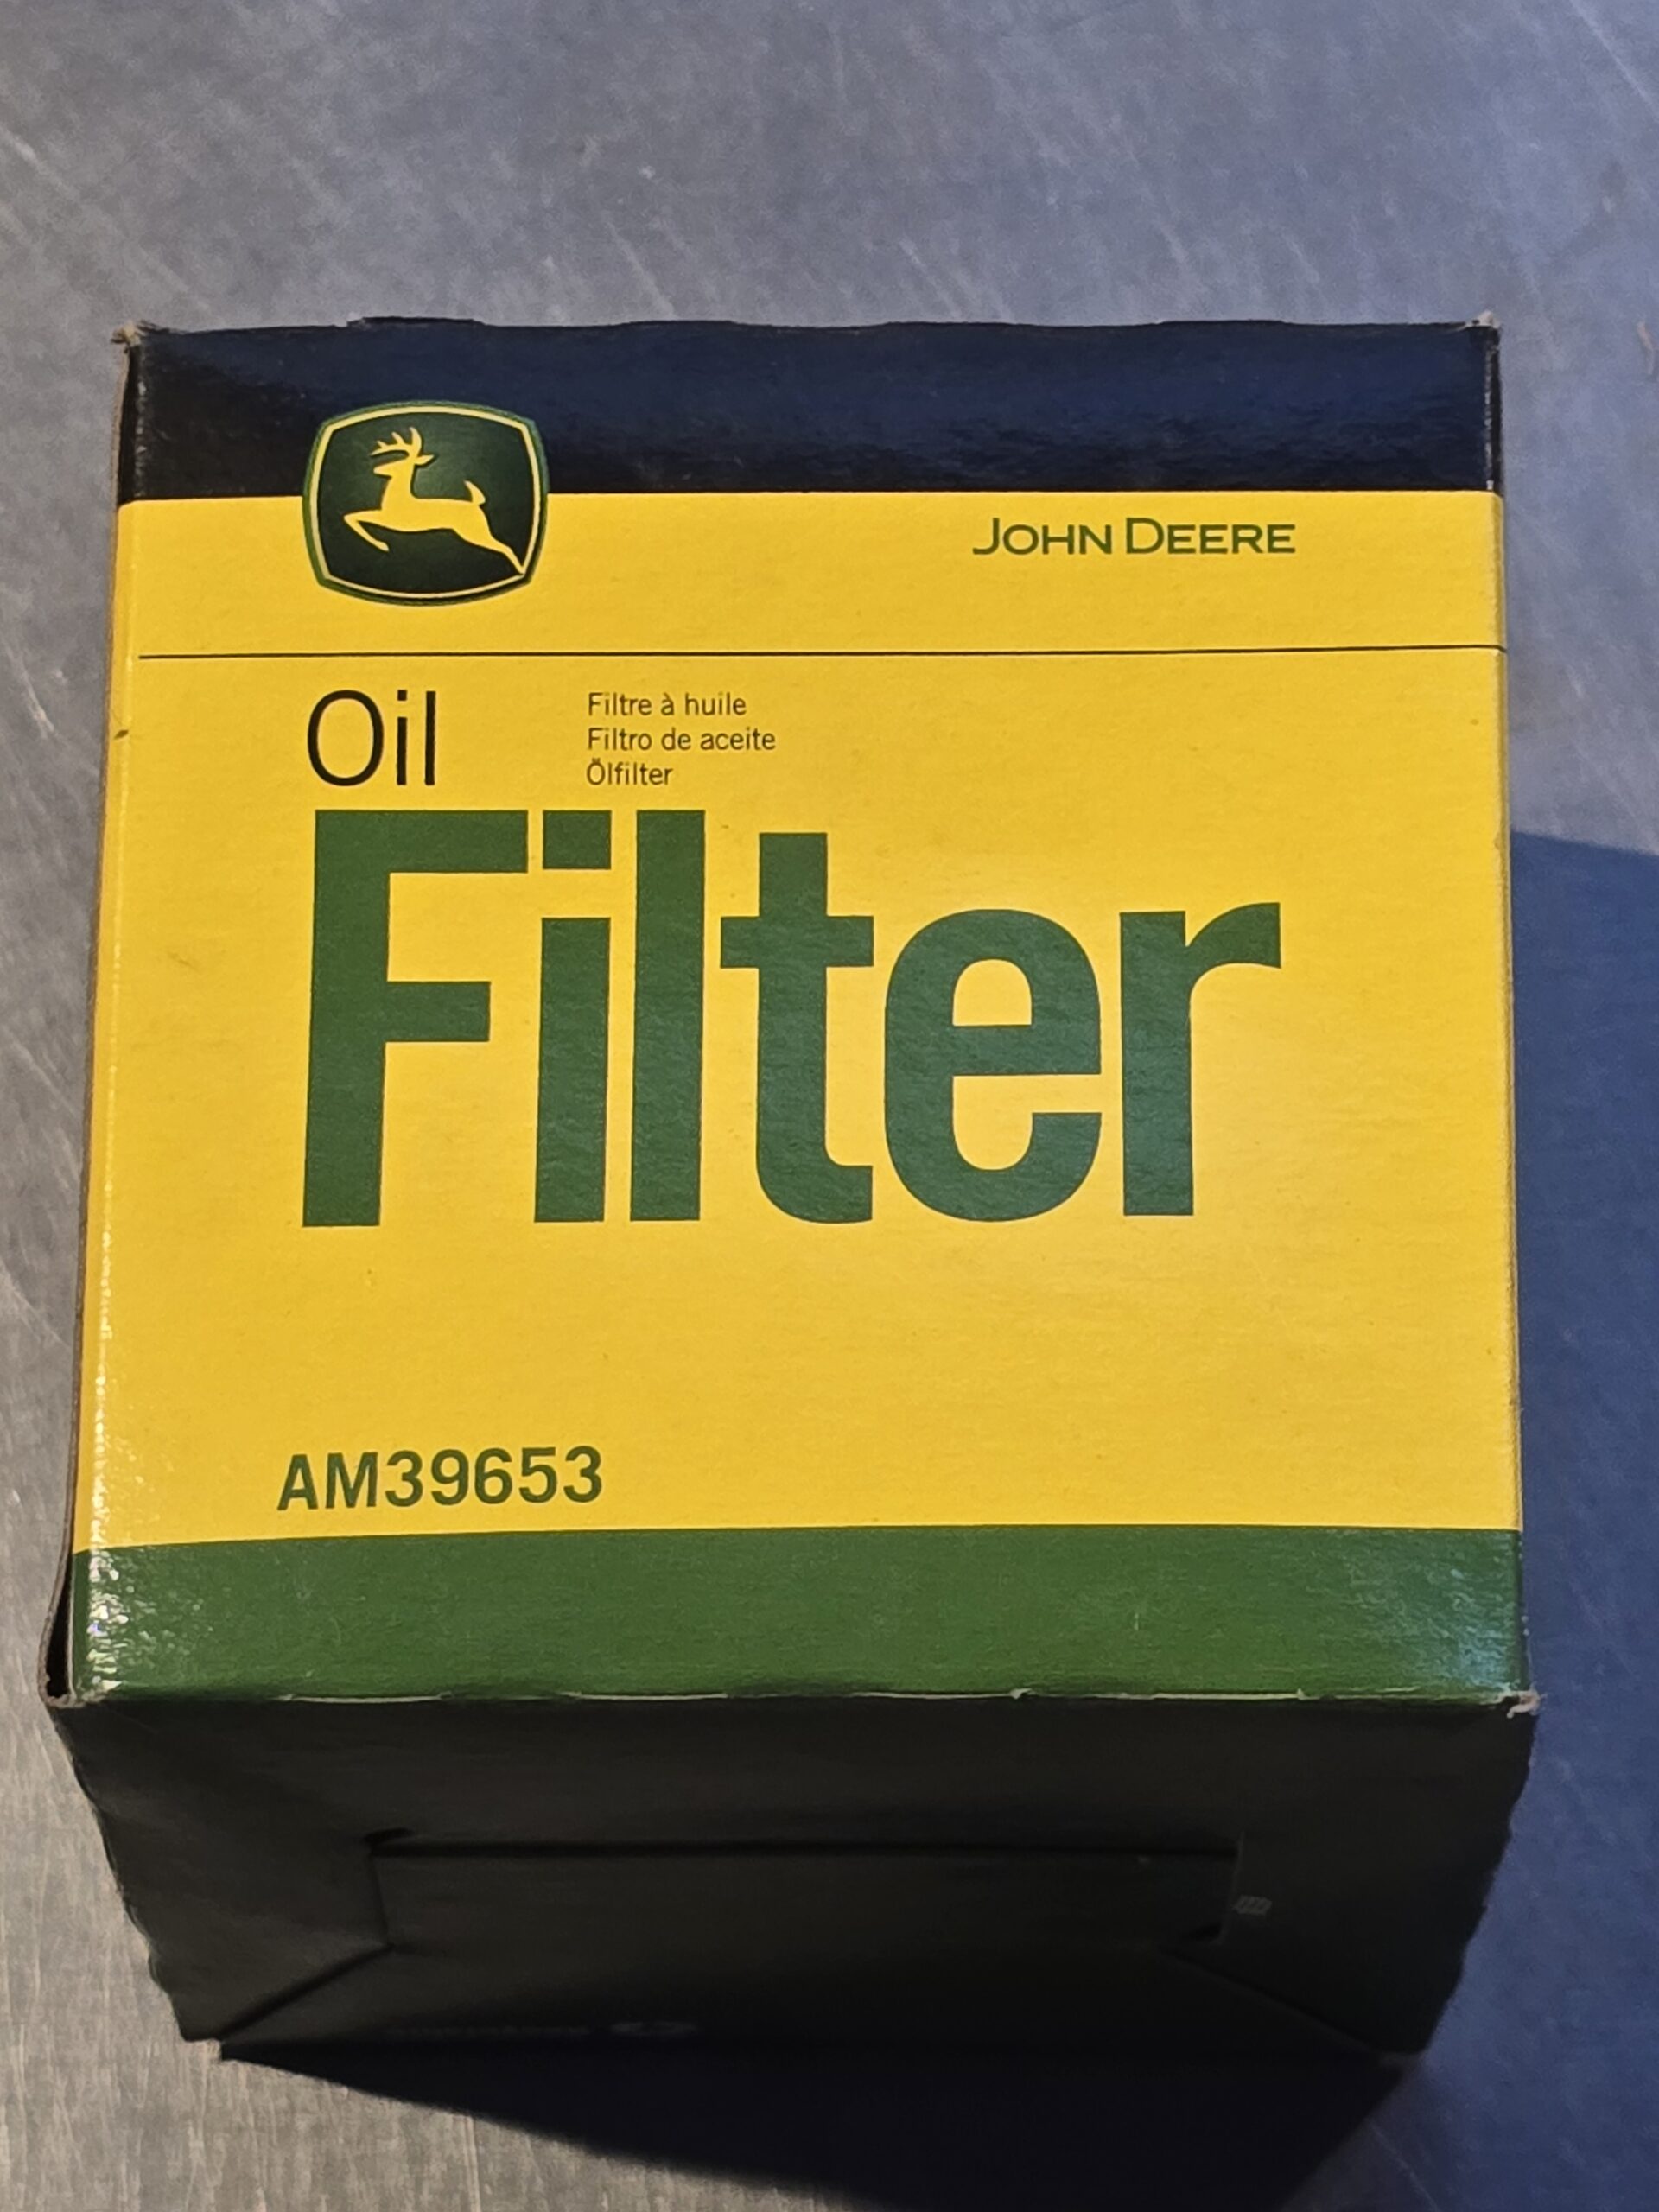 JOHN DEERE
Oil
Filtre à huile
Filtro de aceite
Ölfilter
Filter
AM39653